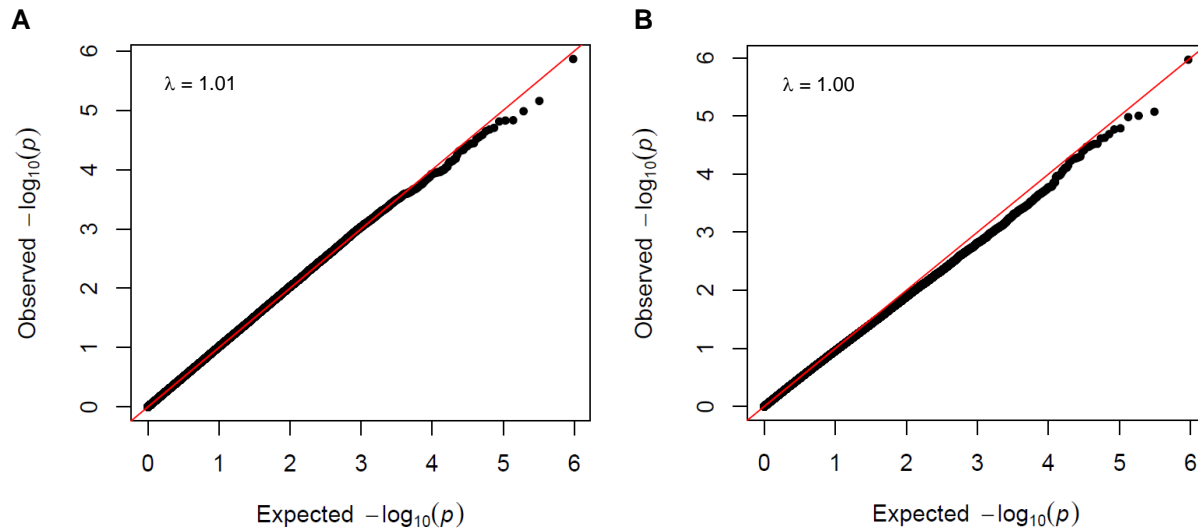 A
λ = 1.01
Observed −log₁₀(p)
6
5
4
3
2
1
0
0 1 2 3 4 5 6
Expected −log₁₀(p)
B
λ = 1.00
Observed −log₁₀(p)
6
5
4
3
2
1
0
0 1 2 3 4 5 6
Expected −log₁₀(p)